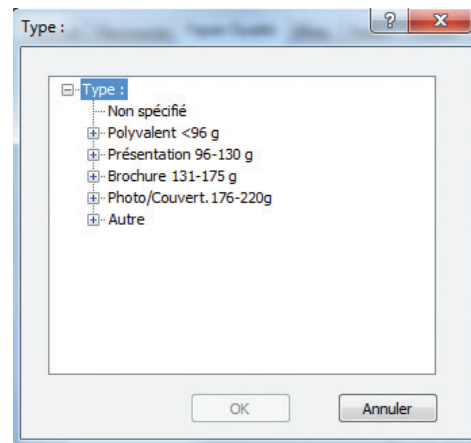 Type :
?
X
Type :
Non spécifié
Polyvalent <96 g
Présentation 96-130 g
Brochure 131-175 g
Photo/Couvert. 176-220g
Autre
OK
Annuler